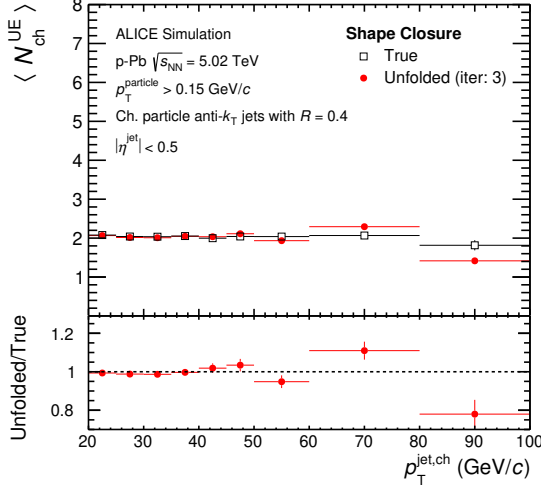 ⟨ N_ch^UE ⟩
8
7
6
5
4
3
2
1
ALICE Simulation
p-Pb √s_NN = 5.02 TeV
p_T^particle > 0.15 GeV/c
Ch. particle anti-k_T jets with R = 0.4
|η^jet| < 0.5
Shape Closure
True
Unfolded (iter: 3)
Unfolded/True
1.2
1
0.8
20 30 40 50 60 70 80 90 100
p_T^jet,ch (GeV/c)